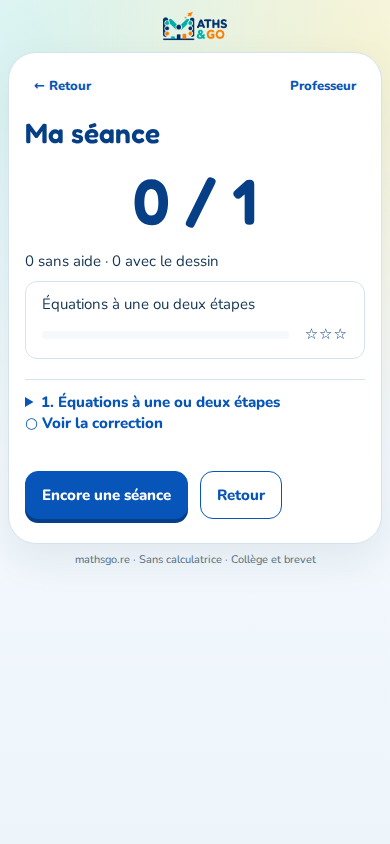 MATHS
&GO
← Retour
Professeur
Ma séance
0 / 1
0 sans aide · 0 avec le dessin
Équations à une ou deux étapes
☆☆☆
▶ 1. Équations à une ou deux étapes
○ Voir la correction
Encore une séance
Retour
mathsgo.re · Sans calculatrice · Collège et brevet